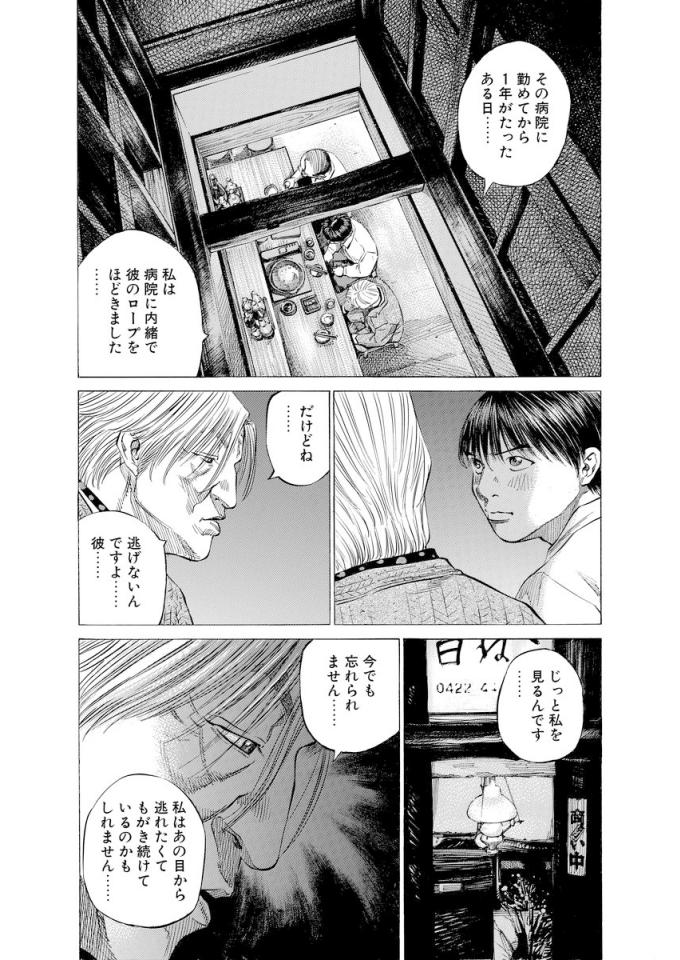 その病院に
勤めてから
1年がたった
ある日……
私は
病院に内緒で
彼のロープを
ほどきました
……
だけどね
……
逃げないん
ですよ……
彼……
じっと私を
見るんです
……
0422 4
商い中
今でも
忘れられ
ません……
私はあの目から
逃れたくて
もがき続けて
いるのかも
しれません……